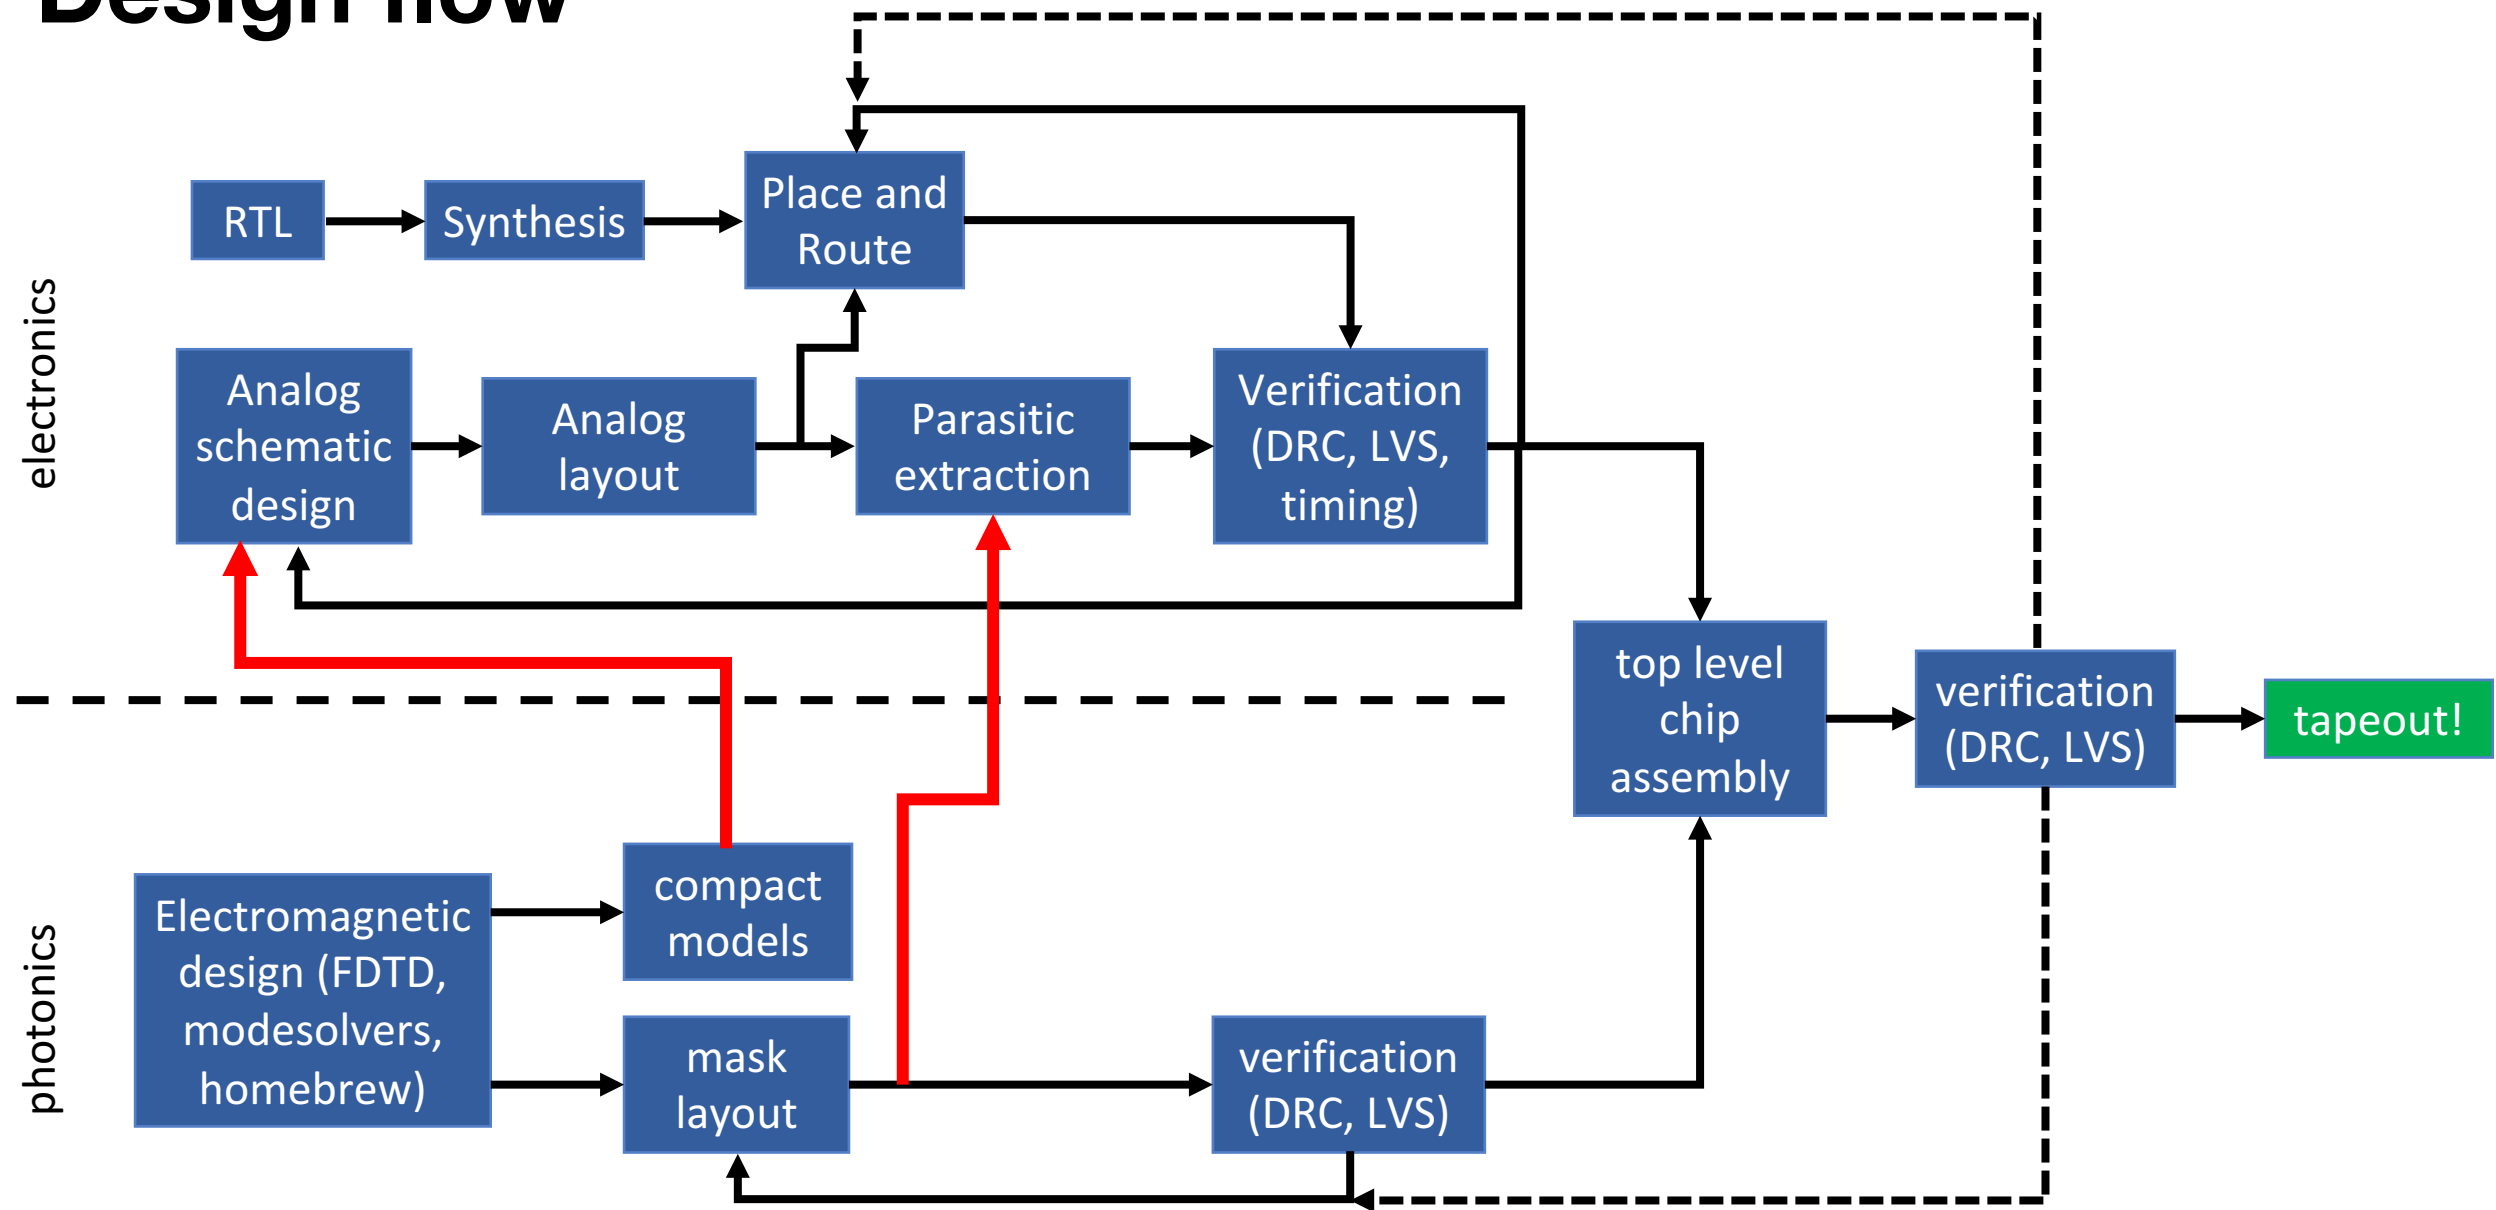 Design flow
electronics
RTL
Synthesis
Place and
Route
Analog
schematic
design
Analog
layout
Parasitic
extraction
Verification
(DRC, LVS,
timing)
top level
chip
assembly
verification
(DRC, LVS)
tapeout!
photonics
Electromagnetic
design (FDTD,
modesolvers,
homebrew)
compact
models
mask
layout
verification
(DRC, LVS)